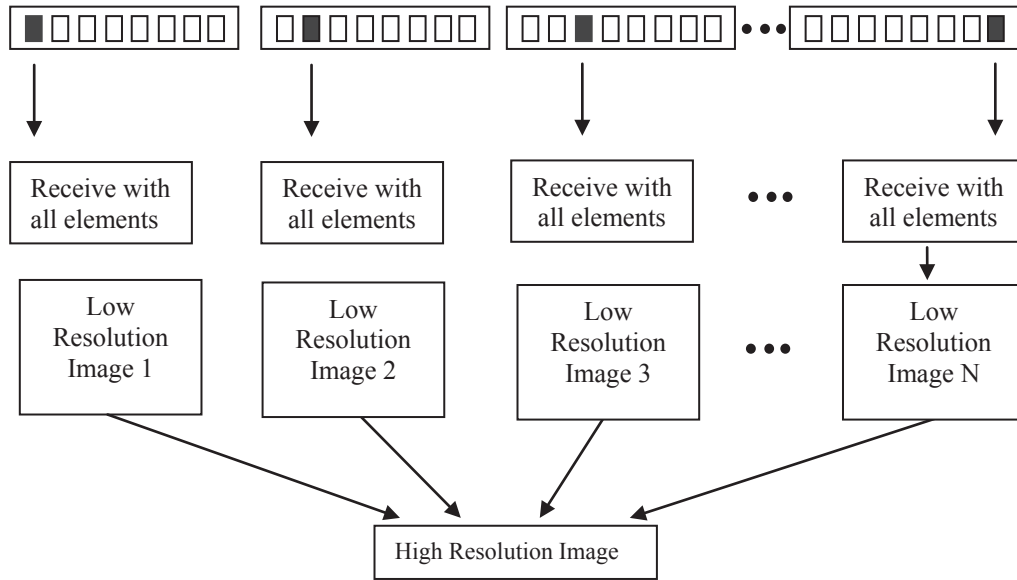 Receive with
all elements
Receive with
all elements
Receive with
all elements
Receive with
all elements
Low
Resolution
Image 1
Low
Resolution
Image 2
Low
Resolution
Image 3
Low
Resolution
Image N
High Resolution Image